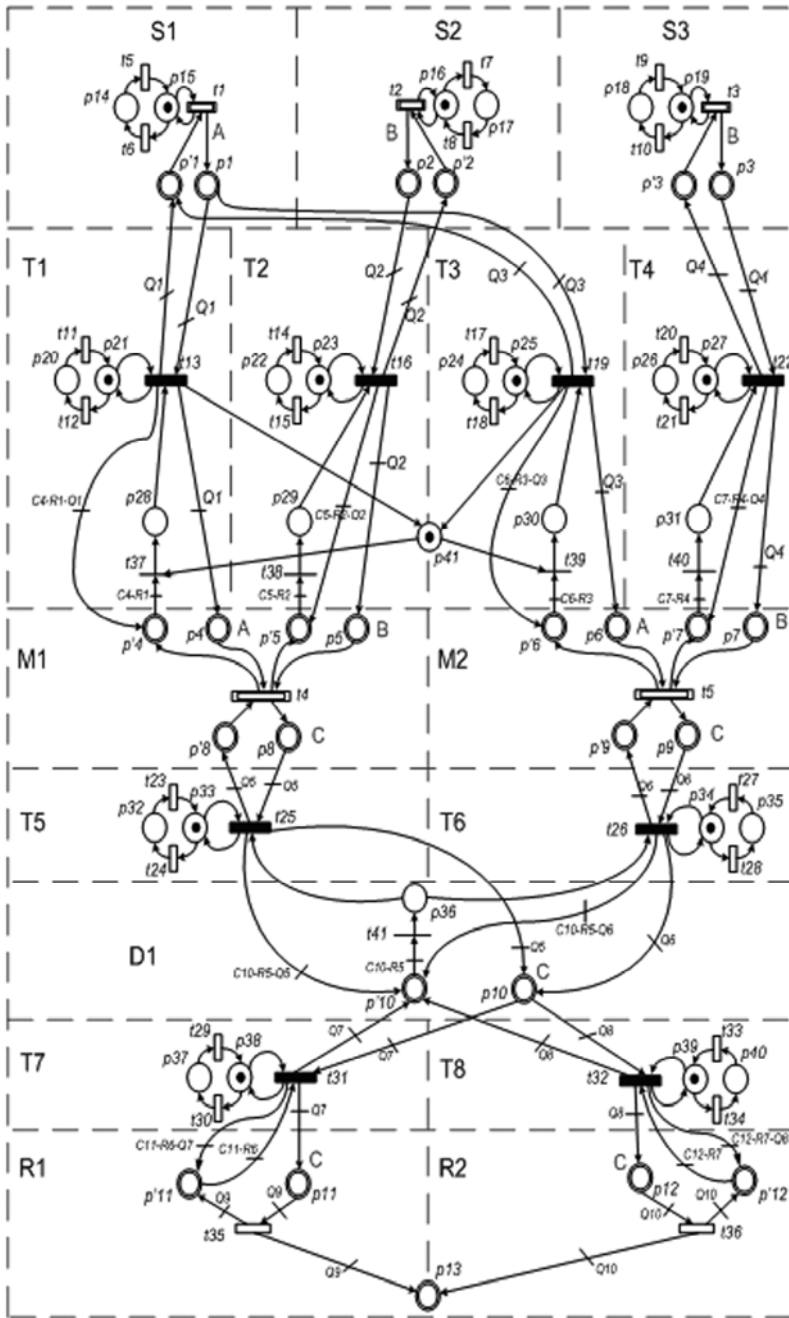 S1 S2 S3
t5 t7 t9
p14 p15 t1 t2 p16 p18 p19 t3
t6 A B t8 p17 t10 B
p'1 p1 p2 p'2 p'3 p3
T1 T2 T3 T4
Q1 Q1 Q2 Q2 Q3 Q3 Q4 Q4
t11 t14 t17 t20
p20 p21 t13 p22 p23 t16 p24 p25 t19 p26 p27 t22
t12 t15 t18 t21
C4-R1-Q1 p28 Q1 p29 C5-R2-Q2 Q2 C6-R3-Q3 p30 Q3 p31 C7-R4-Q4 Q4
t37 t38 p41 t39 t40
C4-R1 C5-R2 C6-R3 C7-R4
M1 p'4 p4 A p'5 p5 B M2 p'6 p6 A p'7 p7 B
t4 t5
p'8 p8 C p'9 p9 C
Q5 Q5 Q6 Q6
T5 t23 T6 t27
p32 p33 t25 t26 p34 p35
t24 t28
D1 p36
t41 C10-R5-Q6
C10-R5-Q5 C10-R5 Q5 Q6
p'10 p10 C
T7 t29 Q7 Q7 T8 Q8 Q8 t33
p37 p38 t31 t32 p39 p40
t30 t34
R1 C11-R6-Q7 C11-R6 Q7 R2 Q8 C12-R7 C12-R7-Q8
p'11 C p11 C p12 p'12
Q9 Q9 Q10 Q10
t35 t36
Q9 p13 Q10